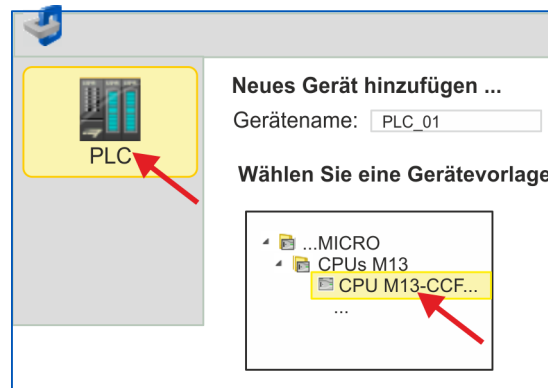 Neues Gerät hinzufügen ...
Gerätename: PLC_01
PLC
Wählen Sie eine Gerätevorlage
...MICRO
CPUs M13
CPU M13-CCF...
...